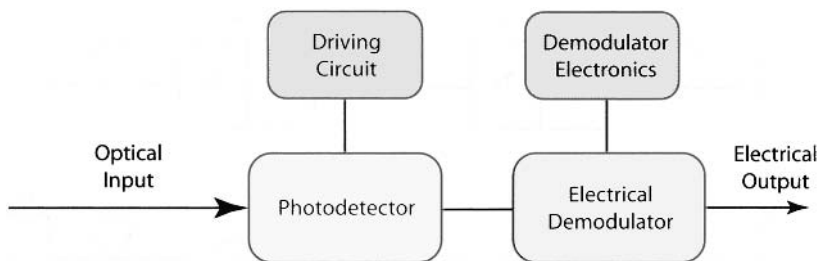 Driving
Circuit
Demodulator
Electronics
Optical
Input
Photodetector
Electrical
Demodulator
Electrical
Output